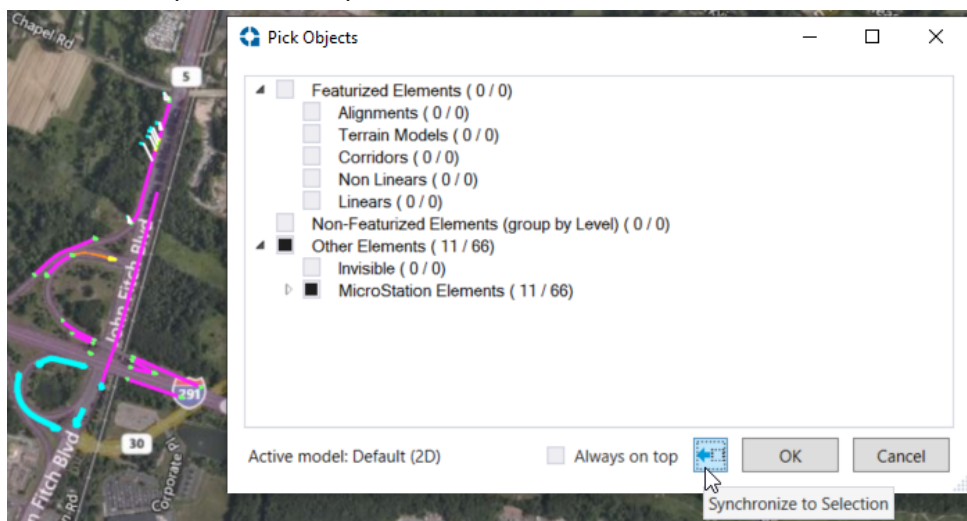 Chapel Rd
Pick Objects
5
Featurized Elements ( 0 / 0)
Alignments ( 0 / 0)
Terrain Models ( 0 / 0)
Corridors ( 0 / 0)
Non Linears ( 0 / 0)
Linears ( 0 / 0)
Non-Featurized Elements (group by Level) ( 0 / 0)
Other Elements ( 11 / 66)
Invisible ( 0 / 0)
MicroStation Elements ( 11 / 66)
John Fitch Blvd
291
30
Corporate Pl
n Fitch Blvd
Rd
Active model: Default (2D)
Always on top
OK
Cancel
Synchronize to Selection